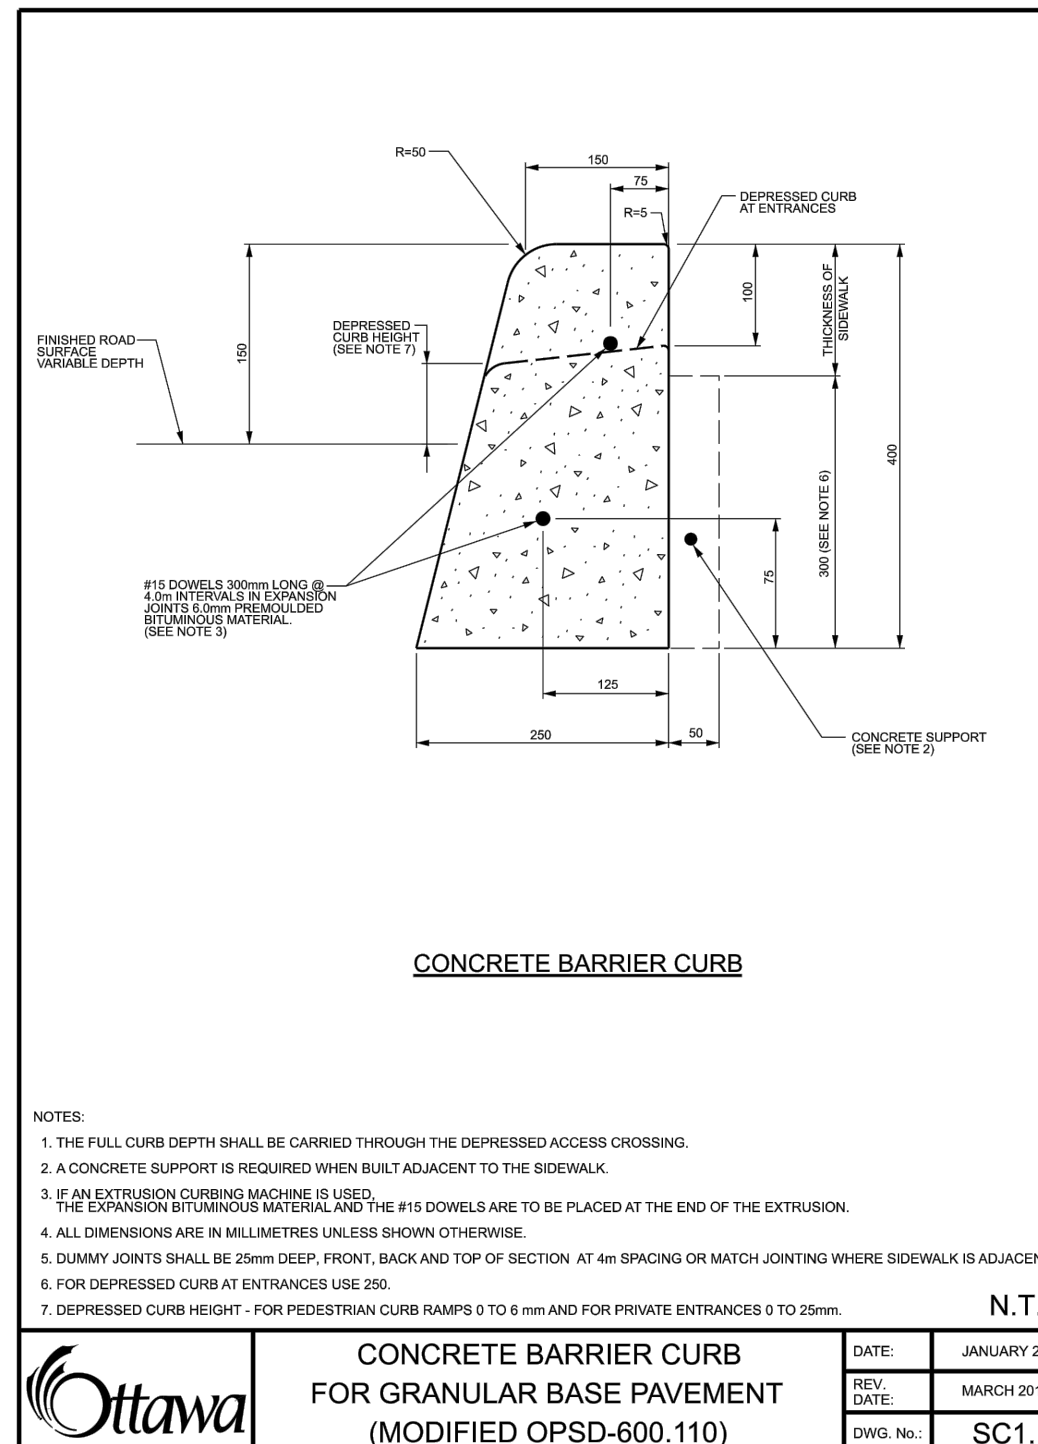 R=50
150
75
DEPRESSED CURB
AT ENTRANCES
R=5
100
THICKNESS OF
SIDEWALK
150
FINISHED ROAD
SURFACE
VARIABLE DEPTH
DEPRESSED
CURB HEIGHT
(SEE NOTE 7)
400
300 (SEE NOTE 6)
75
#15 DOWELS 300mm LONG @
4.0m INTERVALS IN EXPANSION
JOINTS 6.0mm PREMOULDED
BITUMINOUS MATERIAL.
(SEE NOTE 3)
125
250
50
CONCRETE SUPPORT
(SEE NOTE 2)
CONCRETE BARRIER CURB
NOTES:
1. THE FULL CURB DEPTH SHALL BE CARRIED THROUGH THE DEPRESSED ACCESS CROSSING.
2. A CONCRETE SUPPORT IS REQUIRED WHEN BUILT ADJACENT TO THE SIDEWALK.
3. IF AN EXTRUSION CURBING MACHINE IS USED,
THE EXPANSION BITUMINOUS MATERIAL AND THE #15 DOWELS ARE TO BE PLACED AT THE END OF THE EXTRUSION.
4. ALL DIMENSIONS ARE IN MILLIMETRES UNLESS SHOWN OTHERWISE.
5. DUMMY JOINTS SHALL BE 25mm DEEP, FRONT, BACK AND TOP OF SECTION AT 4m SPACING OR MATCH JOINTING WHERE SIDEWALK IS
6. FOR DEPRESSED CURB AT ENTRANCES USE 250.
7. DEPRESSED CURB HEIGHT - FOR PEDESTRIAN CURB RAMPS 0 TO 6 mm AND FOR PRIVATE ENTRANCES 0 TO 25mm.
N.T.
Ottawa
CONCRETE BARRIER CURB
FOR GRANULAR BASE PAVEMENT
(MODIFIED OPSD-600.110)
DATE:
JANUARY
REV.
DATE:
MARCH
DWG. No.:
SC1.